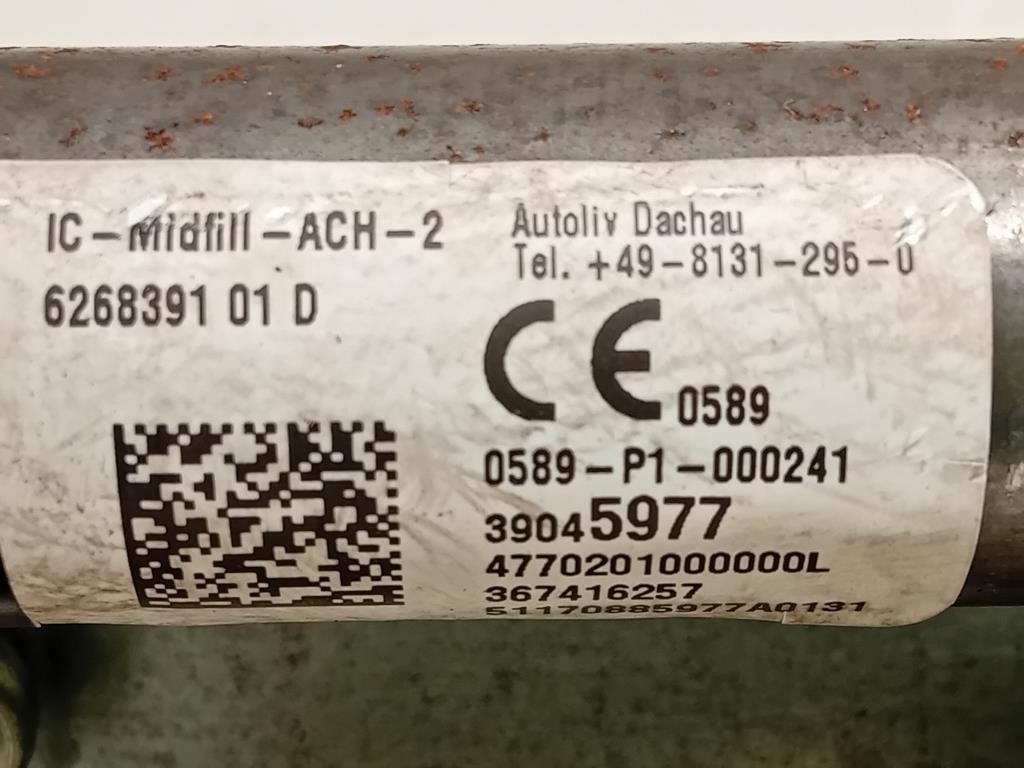 IC-Midfill-ACH-2
6268391 01 D
Autoliv Dachau
Tel. +49-8131-295-0
CE 0589
0589-P1-000241
39045977
4770201000000L
367416257
51170885977A0131